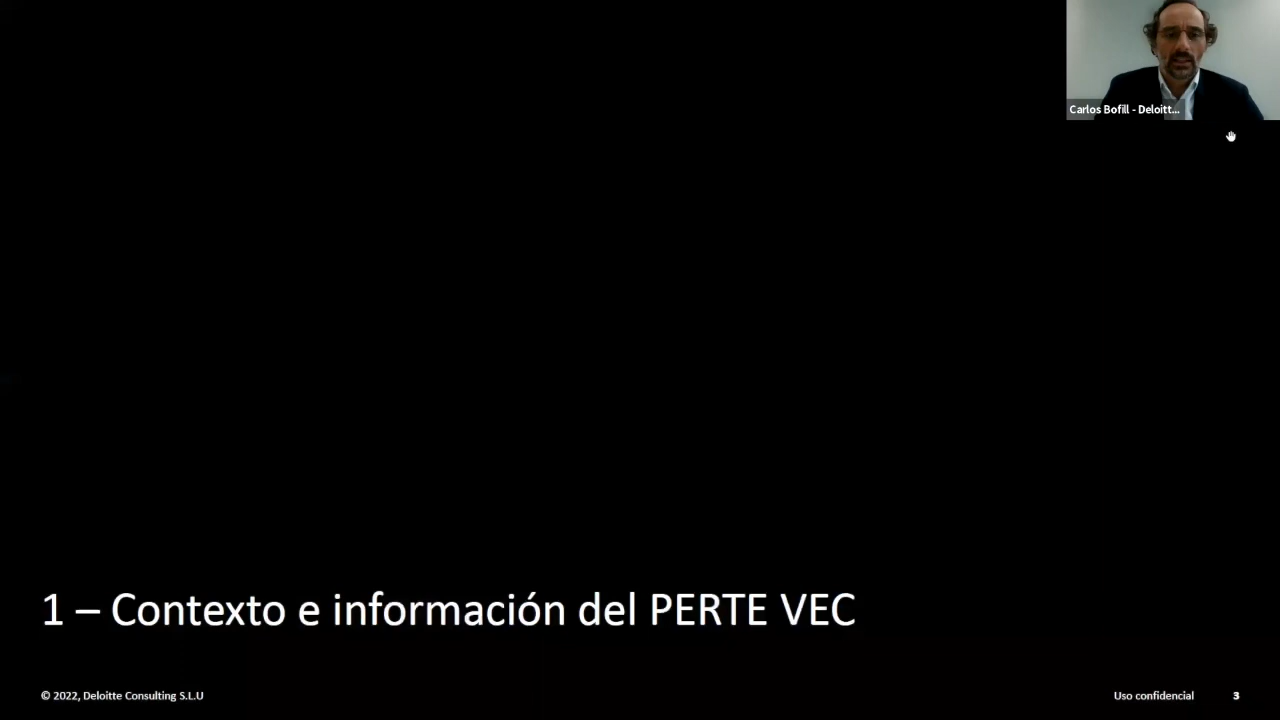 Carlos Bofill - Deloitt...
1 – Contexto e información del PERTE VEC
© 2022, Deloitte Consulting S.L.U
Uso confidencial
3